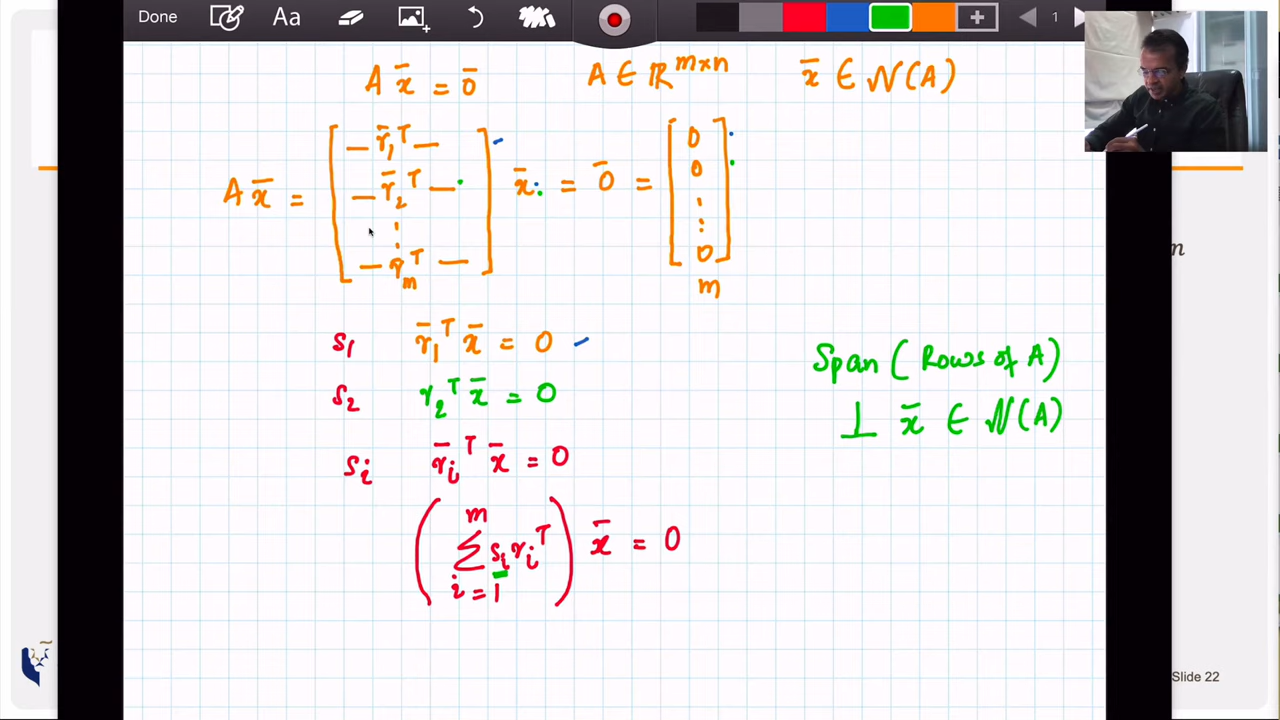 Done Aa 1
A x̄ = 0̄ A ∈ ℝ^{m×n} x̄ ∈ N(A)
A x̄ = [ — r̄₁ᵀ — — r̄₂ᵀ — ⋮ — r̄ₘᵀ — ] x̄ = 0̄ = [ 0 0 ⋮ 0 ]
m
s₁ r̄₁ᵀ x̄ = 0
s₂ r₂ᵀ x̄ = 0
sᵢ r̄ᵢᵀ x̄ = 0
( ∑_{i=1}^{m} sᵢ rᵢᵀ ) x̄ = 0
Span ( Rows of A )
⊥ x̄ ∈ N(A)
n
Slide 22